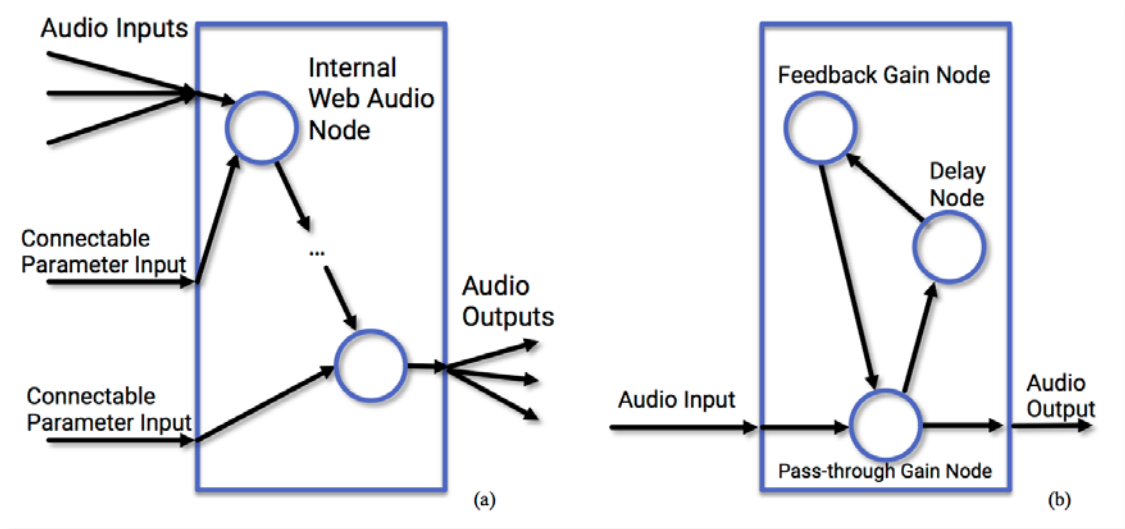 Audio Inputs
Internal
Web Audio
Node
Connectable
Parameter Input
...
Audio
Outputs
Connectable
Parameter Input
(a)
Feedback Gain Node
Delay
Node
Audio Input
Audio
Output
Pass-through Gain Node
(b)